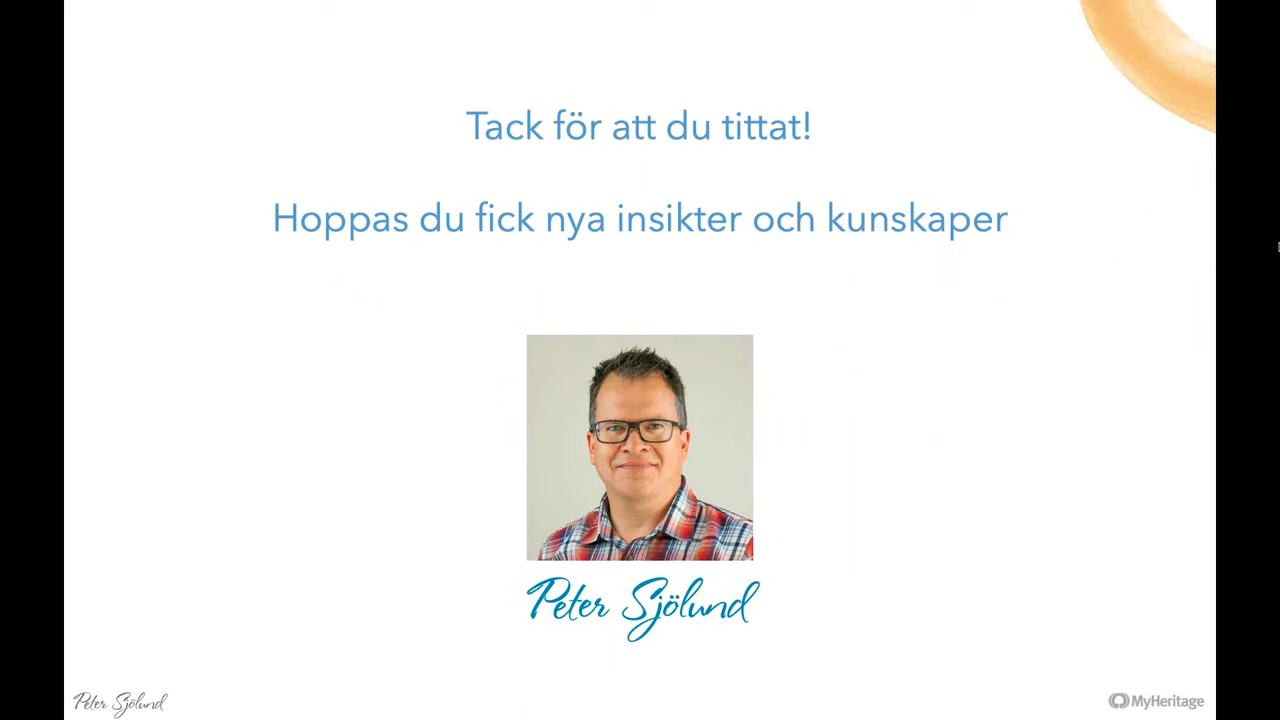 Tack för att du tittat!
Hoppas du fick nya insikter och kunskaper
Peter Sjölund
Peter Sjölund
MyHeritage